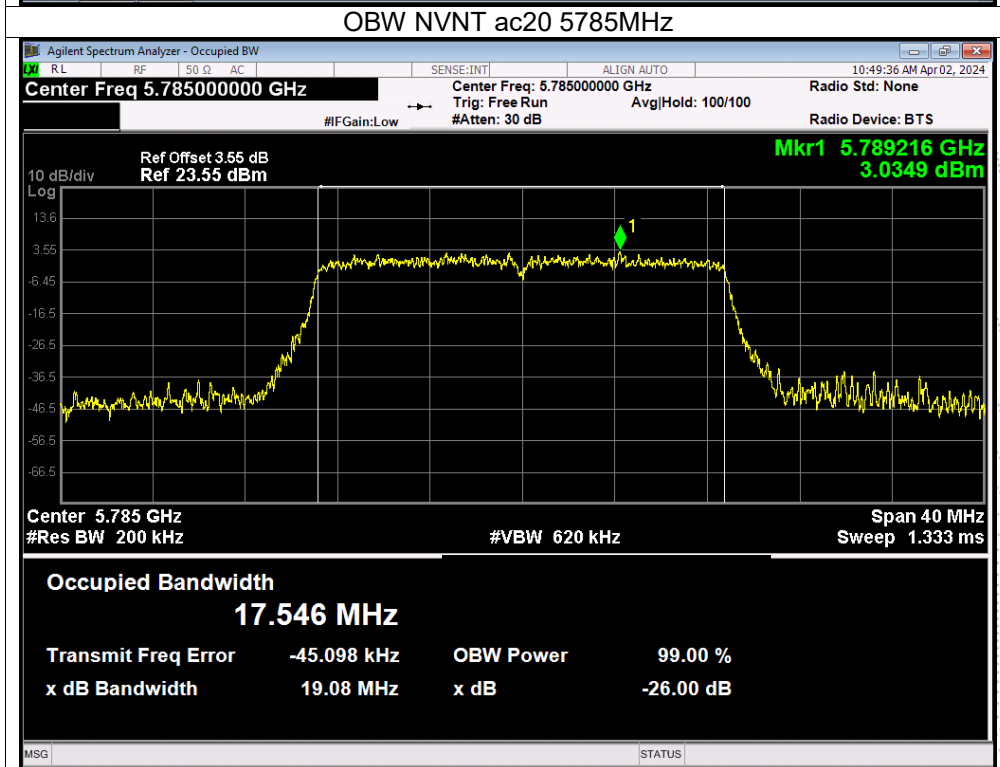 OBW NVNT ac20 5785MHz
Agilent Spectrum Analyzer - Occupied BW
LXI RL RF 50 Ω AC SENSE:INT ALIGN AUTO 10:49:36 AM Apr 02, 2024
Center Freq 5.785000000 GHz Center Freq: 5.785000000 GHz Radio Std: None
Trig: Free Run Avg|Hold: 100/100
#IFGain:Low #Atten: 30 dB Radio Device: BTS
Mkr1 5.789216 GHz
3.0349 dBm
Ref Offset 3.55 dB
10 dB/div Ref 23.55 dBm
Log
13.6
1
3.55
-6.45
-16.5
-26.5
-36.5
-46.5
-56.5
-66.5
Center 5.785 GHz Span 40 MHz
#Res BW 200 kHz #VBW 620 kHz Sweep 1.333 ms
Occupied Bandwidth
17.546 MHz
Transmit Freq Error -45.098 kHz OBW Power 99.00 %
x dB Bandwidth 19.08 MHz x dB -26.00 dB
MSG STATUS